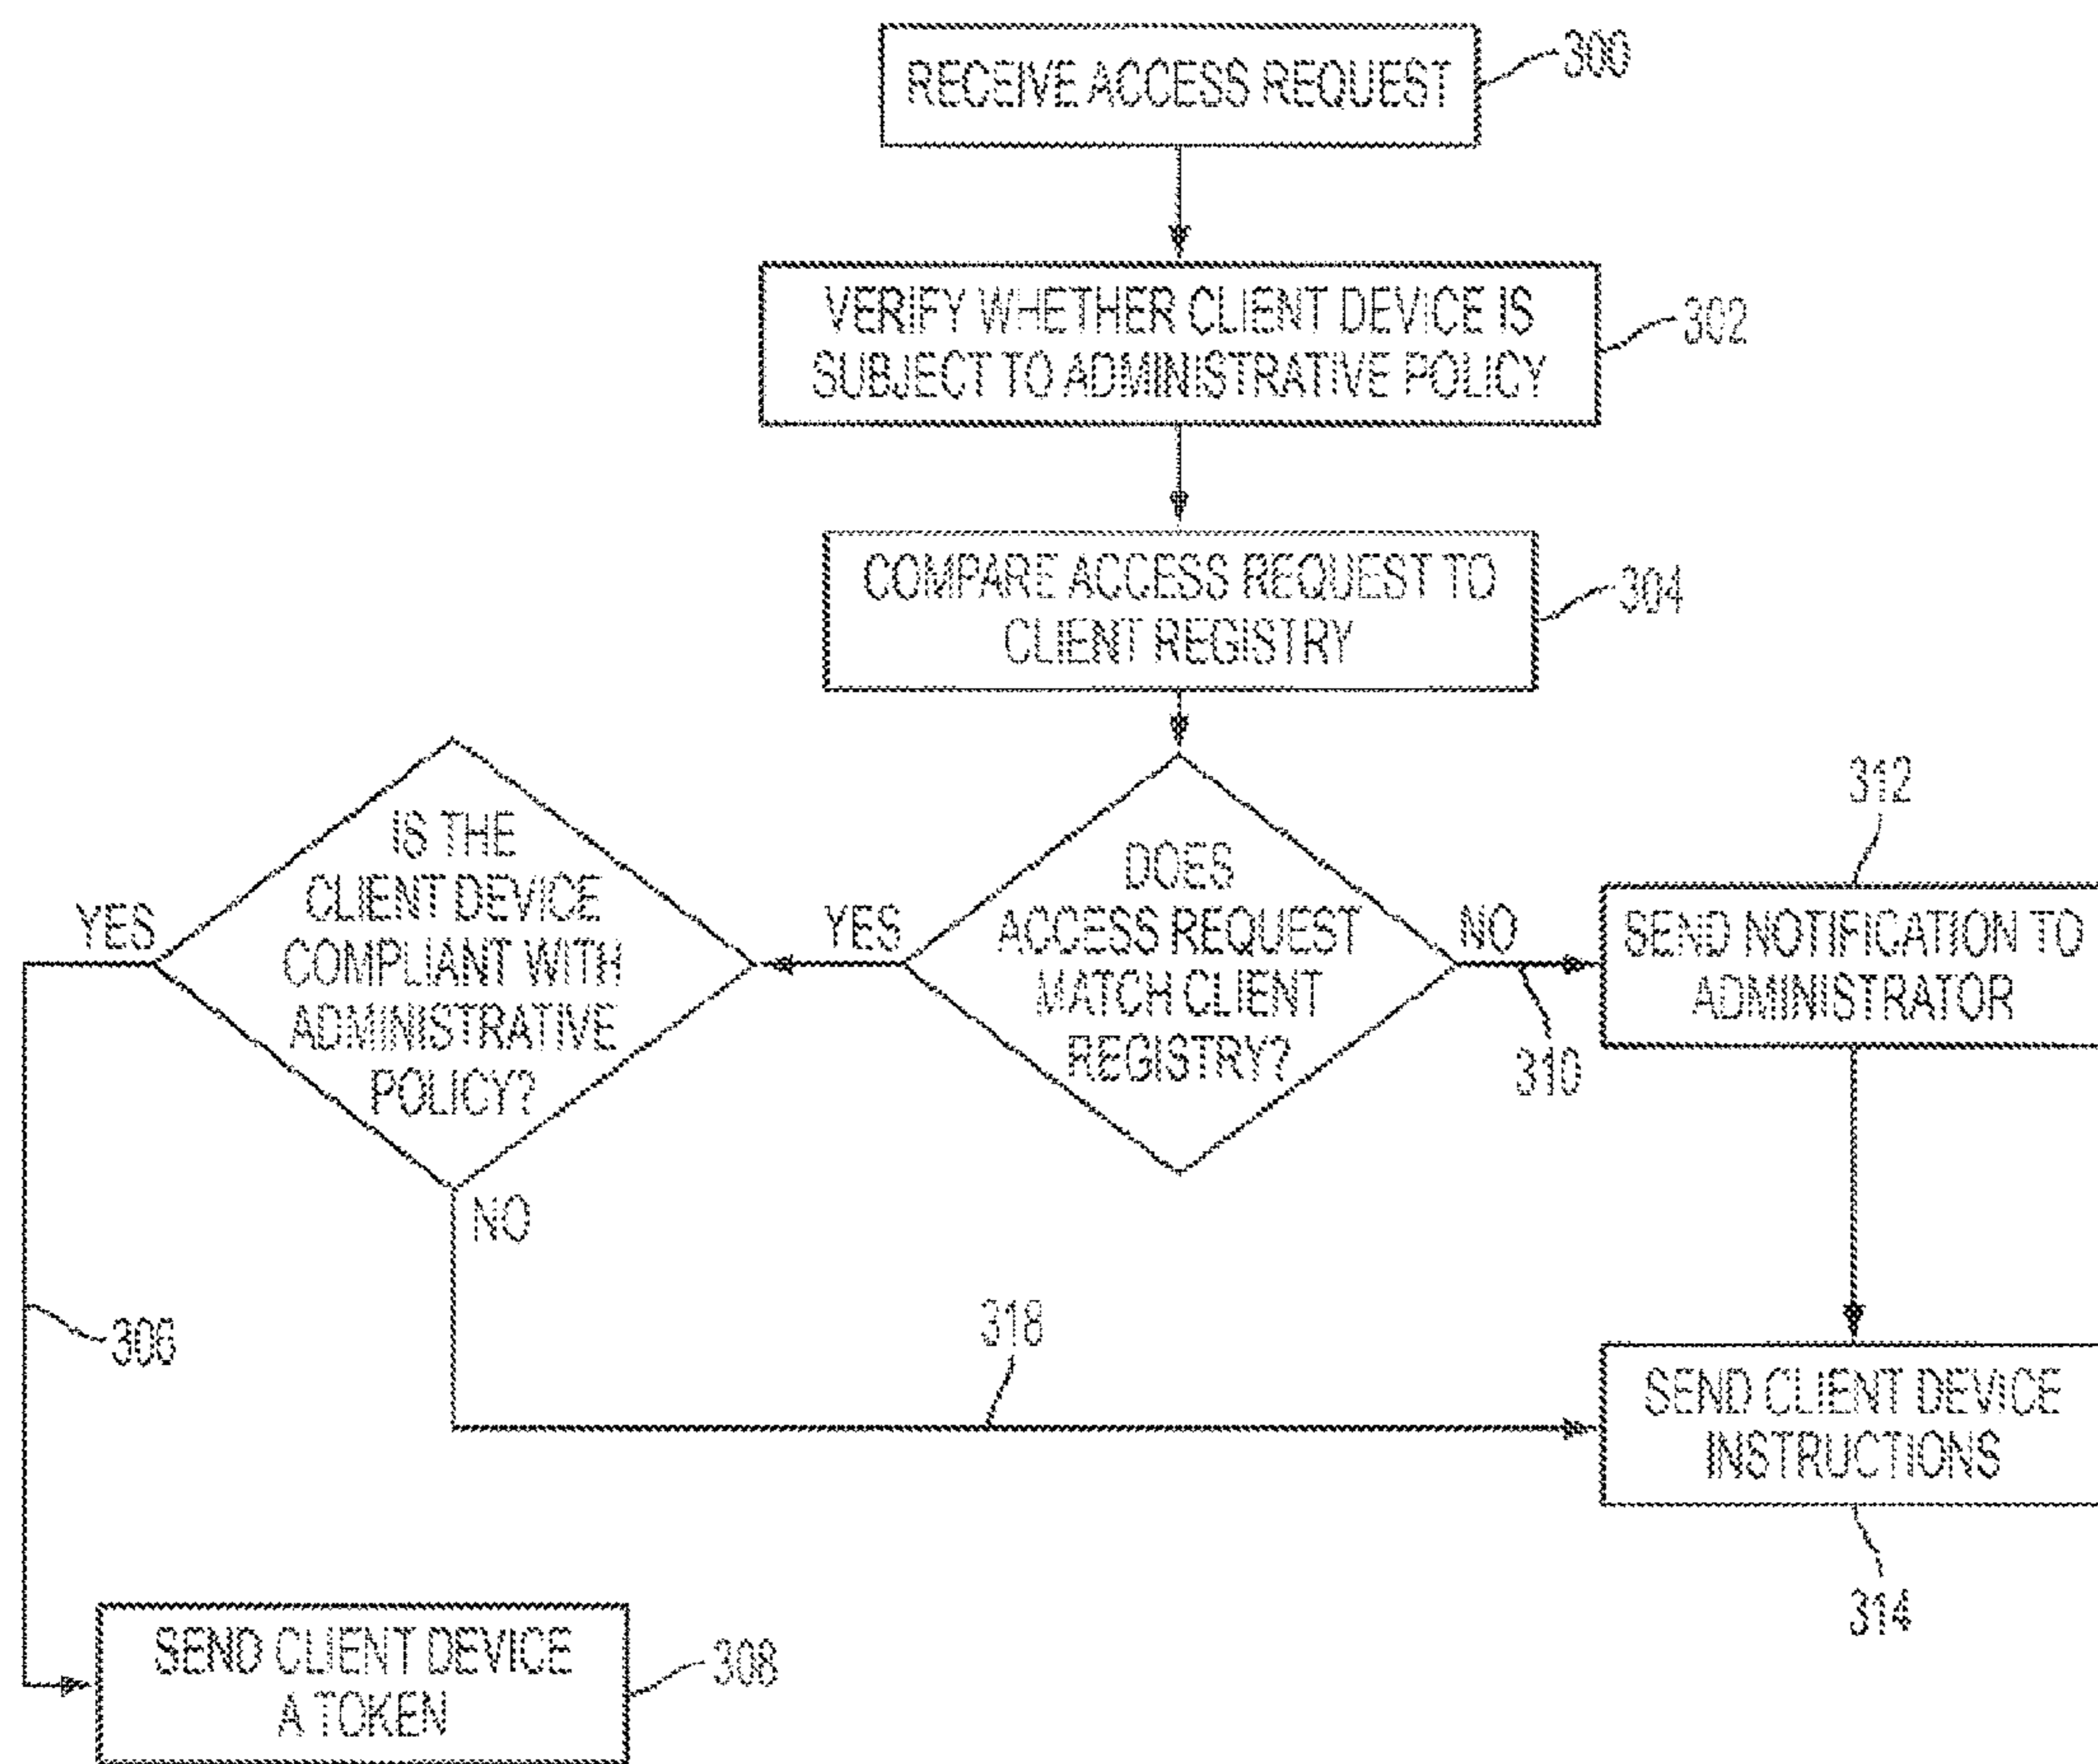 RECEIVE ACCESS REQUEST
300
VERIFY WHETHER CLIENT DEVICE IS
SUBJECT TO ADMINISTRATIVE POLICY
302
COMPARE ACCESS REQUEST TO
CLIENT REGISTRY
304
IS THE
CLIENT DEVICE
COMPLIANT WITH
ADMINISTRATIVE
POLICY?
YES
NO
YES
DOES
ACCESS REQUEST
MATCH CLIENT
REGISTRY?
NO
310
312
SEND NOTIFICATION TO
ADMINISTRATOR
306
318
SEND CLIENT DEVICE
INSTRUCTIONS
314
SEND CLIENT DEVICE
A TOKEN
308